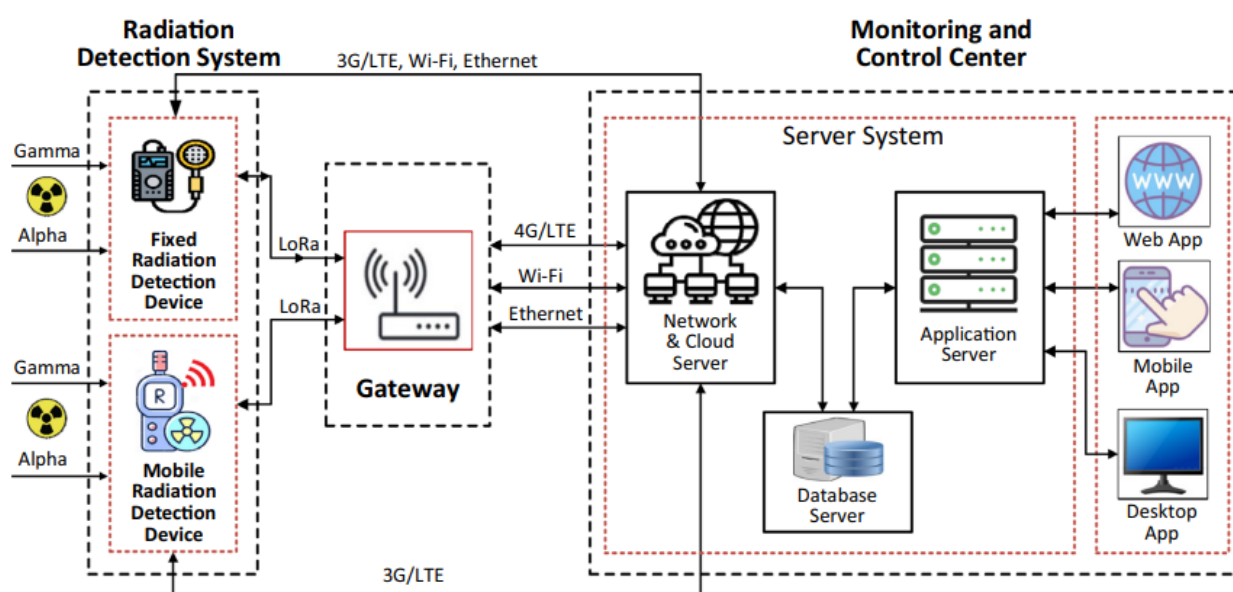 Radiation
Detection System
Monitoring and
Control Center
3G/LTE, Wi-Fi, Ethernet
Server System
Gamma
Alpha
Fixed
Radiation
Detection
Device
LoRa
LoRa
Gateway
4G/LTE
Wi-Fi
Ethernet
Network
& Cloud
Server
Application
Server
Database
Server
WWW
Web App
Mobile
App
Desktop
App
Gamma
Alpha
R
Mobile
Radiation
Detection
Device
3G/LTE